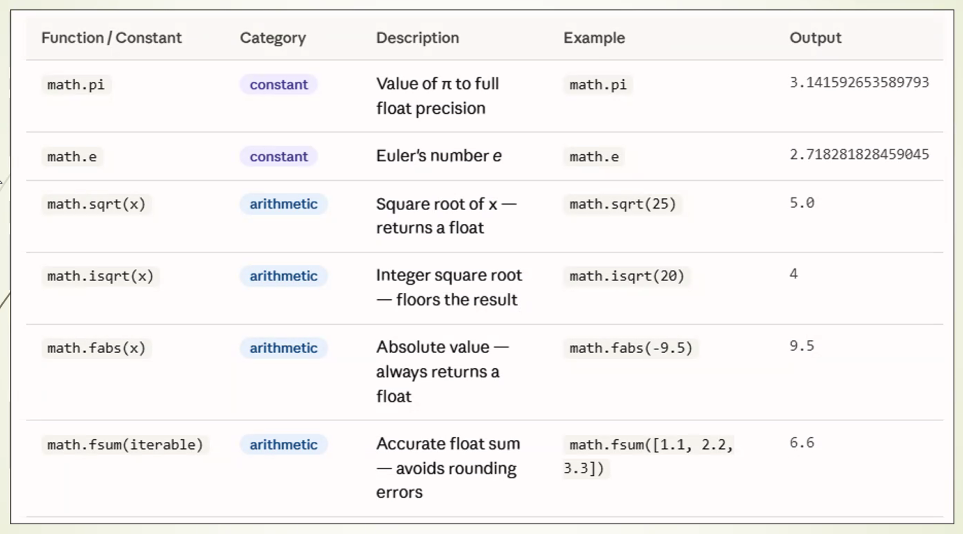 Function / Constant Category Description Example Output
math.pi constant Value of π to full math.pi 3.141592653589793
float precision
math.e constant Euler's number e math.e 2.718281828459045
math.sqrt(x) arithmetic Square root of x — math.sqrt(25) 5.0
returns a float
math.isqrt(x) arithmetic Integer square root math.isqrt(20) 4
— floors the result
math.fabs(x) arithmetic Absolute value — math.fabs(-9.5) 9.5
always returns a
float
math.fsum(iterable) arithmetic Accurate float sum math.fsum([1.1, 2.2, 6.6
— avoids rounding 3.3])
errors